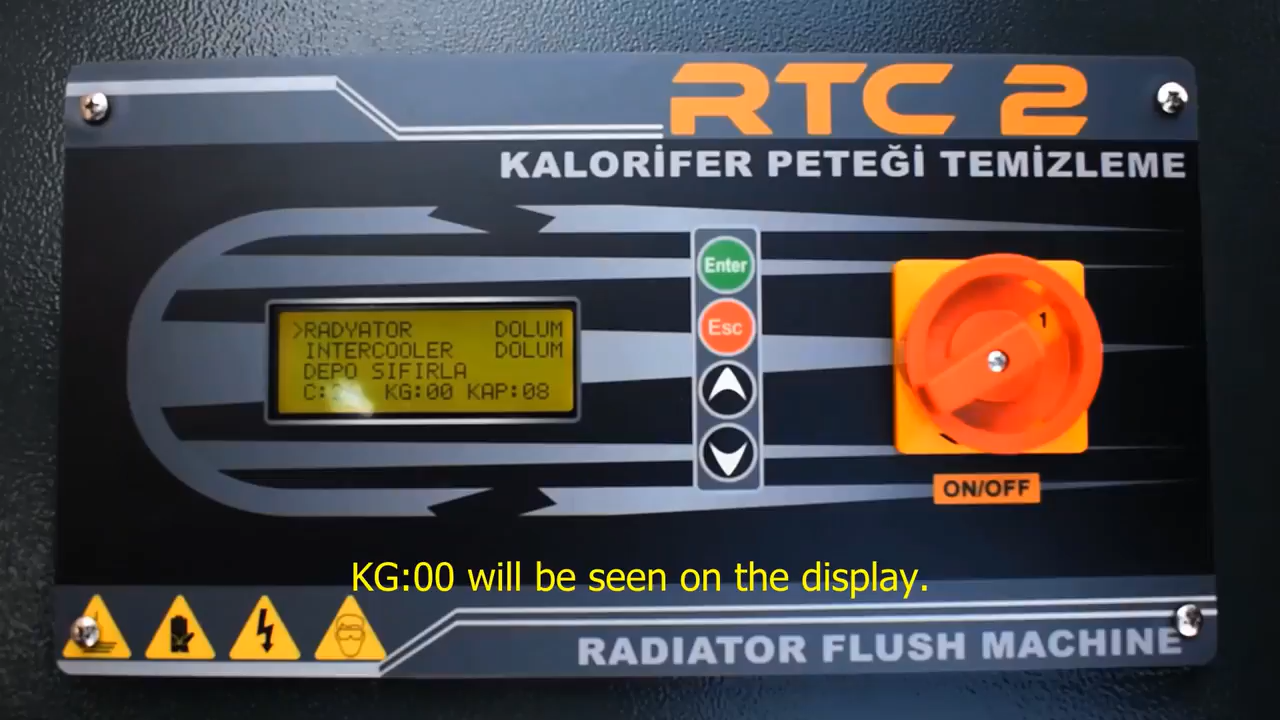 RTC 2
KALORİFER PETEĞİ TEMİZLEME
Enter
Esc
>RADYATOR DOLUM
INTERCOOLER DOLUM
DEPO SIFIRLA
KG:00 KAP:08
1
ON/OFF
KG:00 will be seen on the display.
RADIATOR FLUSH MACHINE